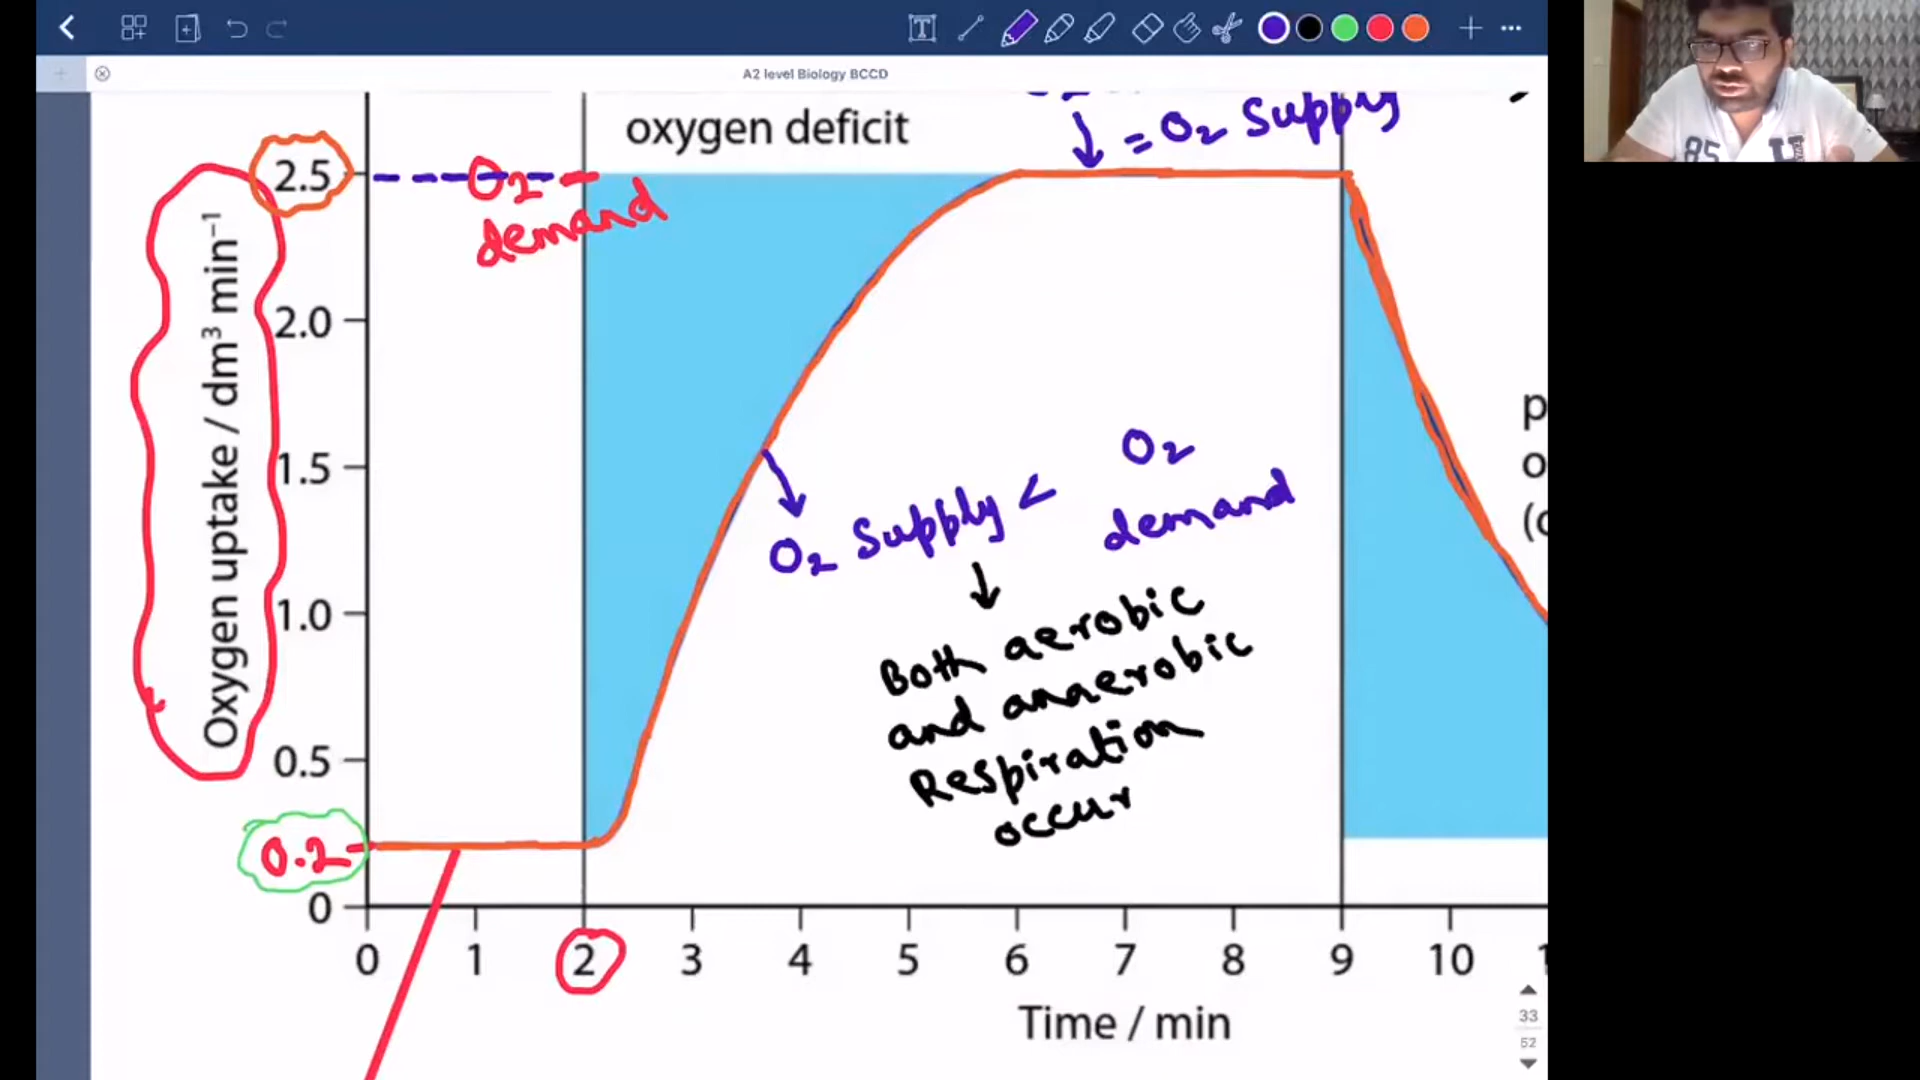 A2 level Biology BCCD
oxygen deficit
= O2 Supply
2.5
O2
demand
Oxygen uptake / dm³ min⁻¹
2.0
1.5
1.0
0.5
0.2
0
O2 Supply < O2
demand
Both aerobic
and anaerobic
Respiration
occur
0 1 2 3 4 5 6 7 8 9 10
Time / min
33
52
85